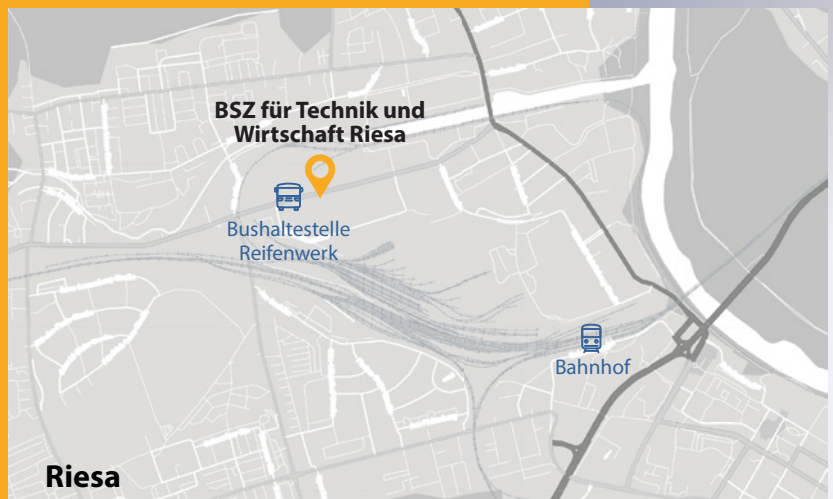 BSZ für Technik und
Wirtschaft Riesa
Bushaltestelle
Reifenwerk
Bahnhof
Riesa